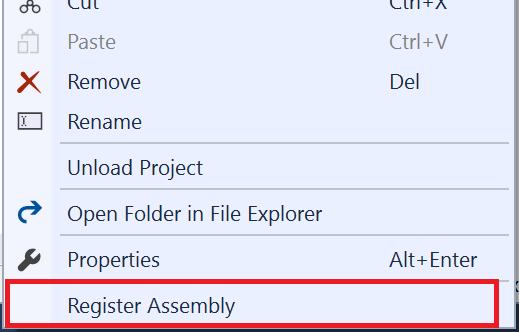 Cut Ctrl+X
Paste Ctrl+V
Remove Del
Rename
Unload Project
Open Folder in File Explorer
Properties Alt+Enter
Register Assembly